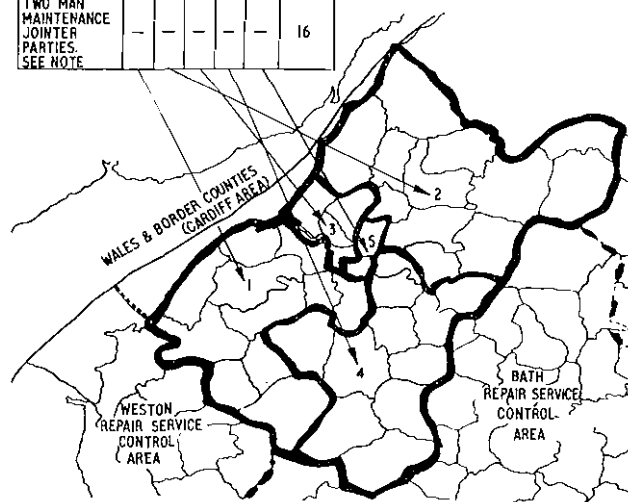 TWO MAN
MAINTENANCE
JOINTER
PARTIES.
SEE NOTE
- - - - - 16
WALES & BORDER COUNTIES
(CARDIFF AREA)
2
3
5
1
4
WESTON
REPAIR SERVICE
CONTROL
AREA
BATH
REPAIR SERVICE
CONTROL
AREA